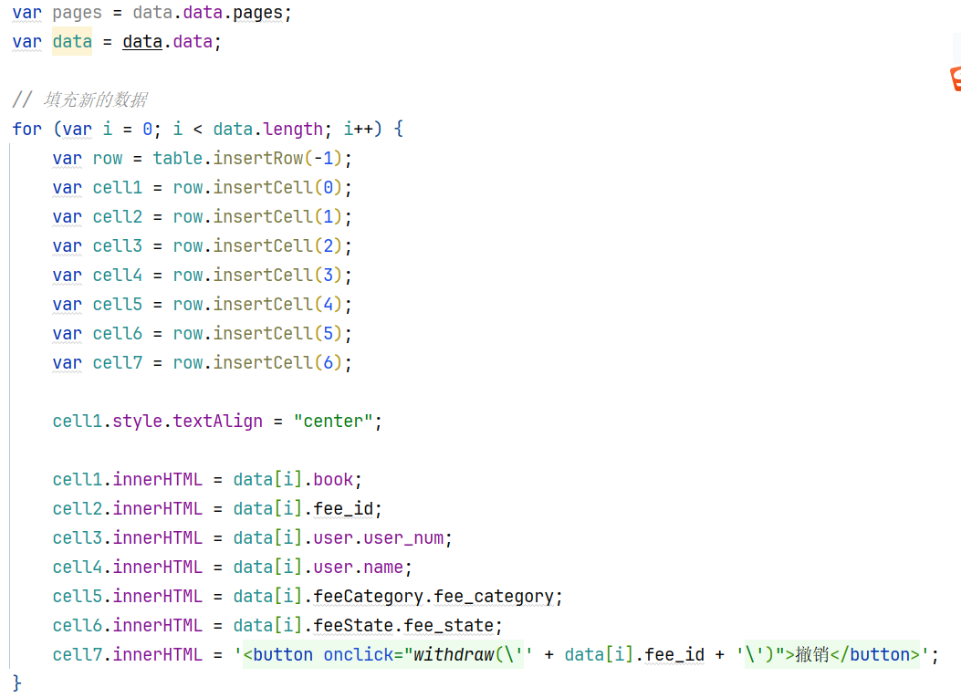 var pages = data.data.pages;
var data = data.data;
// 填充新的数据
for (var i = 0; i < data.length; i++) {
var row = table.insertRow(-1);
var cell1 = row.insertCell(0);
var cell2 = row.insertCell(1);
var cell3 = row.insertCell(2);
var cell4 = row.insertCell(3);
var cell5 = row.insertCell(4);
var cell6 = row.insertCell(5);
var cell7 = row.insertCell(6);
cell1.style.textAlign = "center";
cell1.innerHTML = data[i].book;
cell2.innerHTML = data[i].fee_id;
cell3.innerHTML = data[i].user.user_num;
cell4.innerHTML = data[i].user.name;
cell5.innerHTML = data[i].feeCategory.fee_category;
cell6.innerHTML = data[i].feeState.fee_state;
cell7.innerHTML = '<button onclick="withdraw(\'' + data[i].fee_id + '\')">撤销</button>';
}